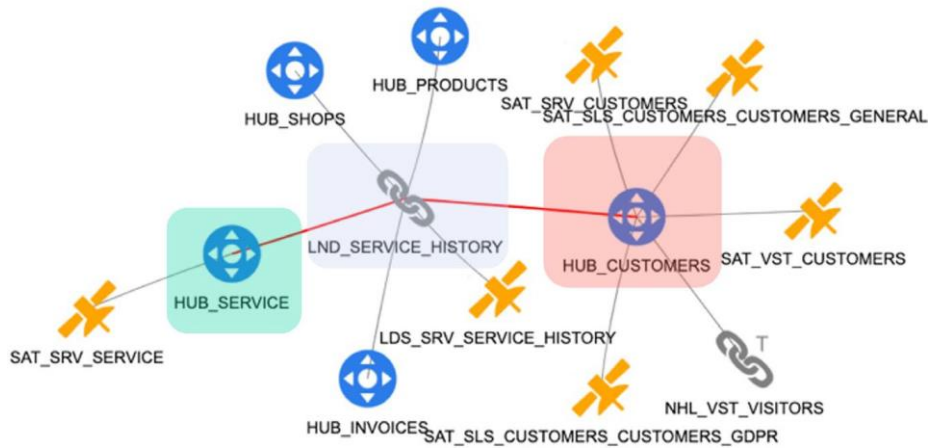 HUB_PRODUCTS
HUB_SHOPS
SAT_SRV_CUSTOMERS
SAT_SLS_CUSTOMERS_CUSTOMERS_GENERAL
LND_SERVICE_HISTORY
HUB_CUSTOMERS
SAT_VST_CUSTOMERS
HUB_SERVICE
LDS_SRV_SERVICE_HISTORY
SAT_SRV_SERVICE
T
NHL_VST_VISITORS
HUB_INVOICES
SAT_SLS_CUSTOMERS_CUSTOMERS_GDPR